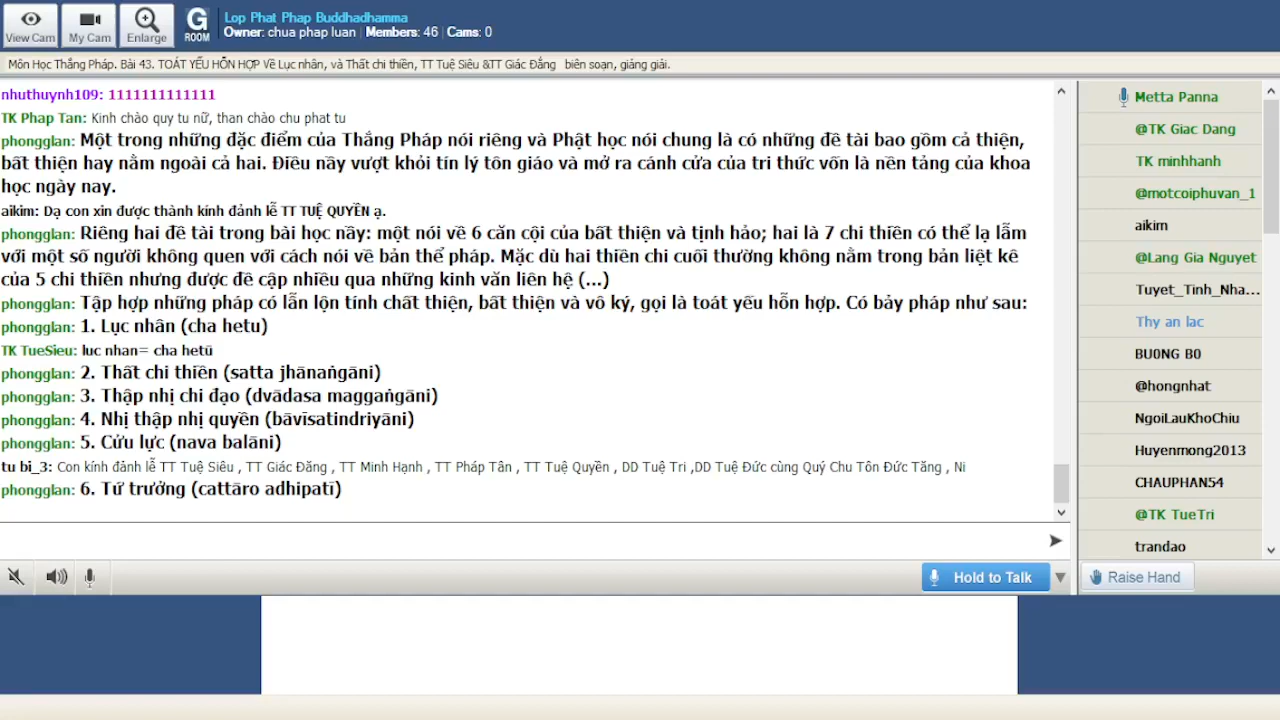 View Cam
My Cam
Enlarge
G ROOM
Lop Phat Phap Buddhadhamma
Owner: chua phap luan | Members: 46 | Cams: 0
Môn Học Thắng Pháp. Bài 43. TOÁT YẾU HỖN HỢP Về Lục nhân, và Thất chi thiền, TT Tuệ Siêu &TT Giác Đẳng biên soạn, giảng giải.
nhuthuynh109: 1111111111111
TK Phap Tan: Kinh chào quy tu nữ, than chào chu phat tu
phongglan: Một trong những đặc điểm của Thắng Pháp nói riêng và Phật học nói chung là có những đề tài bao gồm cả thiện,
bất thiện hay nằm ngoài cả hai. Điều nầy vượt khỏi tín lý tôn giáo và mở ra cánh cửa của tri thức vốn là nền tảng của khoa
học ngày nay.
aikim: Dạ con xin được thành kính đảnh lễ TT TUỆ QUYỀN ạ.
phongglan: Riêng hai đề tài trong bài học nầy: một nói về 6 căn cội của bất thiện và tịnh hảo; hai là 7 chi thiền có thể lạ lẫm
với một số người không quen với cách nói về bản thể pháp. Mặc dù hai thiền chi cuối thường không nằm trong bản liệt kê
của 5 chi thiền nhưng được đề cập nhiều qua những kinh văn liên hệ (...)
phongglan: Tập hợp những pháp có lẫn lộn tính chất thiện, bất thiện và vô ký, gọi là toát yếu hỗn hợp. Có bảy pháp như sau:
phongglan: 1. Lục nhân (cha hetu)
TK TueSieu: luc nhan= cha hetū
phongglan: 2. Thất chi thiền (satta jhānaṅgāni)
phongglan: 3. Thập nhị chi đạo (dvādasa maggaṅgāni)
phongglan: 4. Nhị thập nhị quyền (bāvīsatindriyāni)
phongglan: 5. Cửu lực (nava balāni)
tu bi_3: Con kính đảnh lễ TT Tuệ Siêu , TT Giác Đăng , TT Minh Hạnh , TT Pháp Tân , TT Tuệ Quyền , DD Tuệ Tri ,DD Tuệ Đức cùng Quý Chu Tôn Đức Tăng , Ni
phongglan: 6. Tứ trưởng (cattāro adhipatī)
Hold to Talk
Metta Panna
@TK Giac Dang
TK minhhanh
@motcoiphuvan_1
aikim
@Lang Gia Nguyet
Tuyet_Tinh_Nha...
Thy an lac
BU0NG B0
@hongnhat
NgoiLauKhoChiu
Huyenmong2013
CHAUPHAN54
@TK TueTri
trandao
Raise Hand